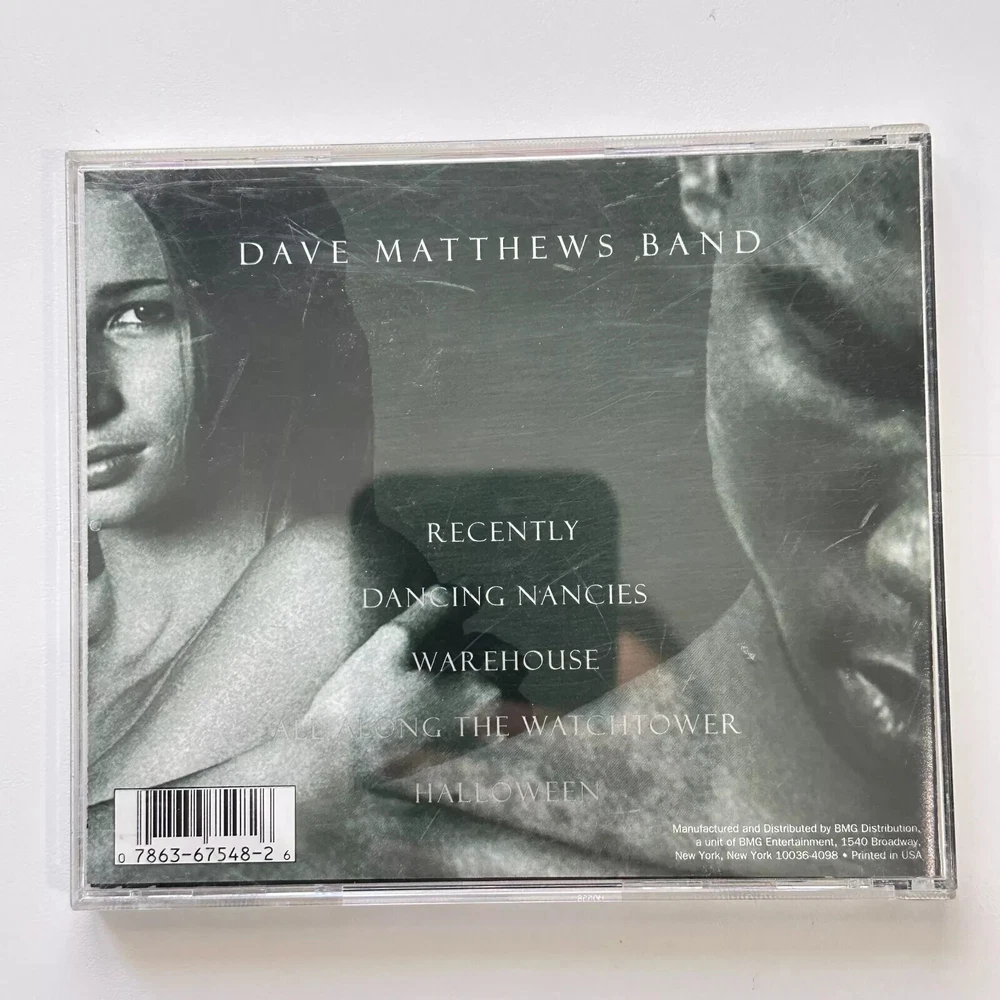 DAVE MATTHEWS BAND
RECENTLY
DANCING NANCIES
WAREHOUSE
ALL ALONG THE WATCHTOWER
HALLOWEEN
0 7863-67548-2 6
Manufactured and Distributed by BMG Distribution,
a unit of BMG Entertainment, 1540 Broadway,
New York, New York 10036-4098 • Printed in USA